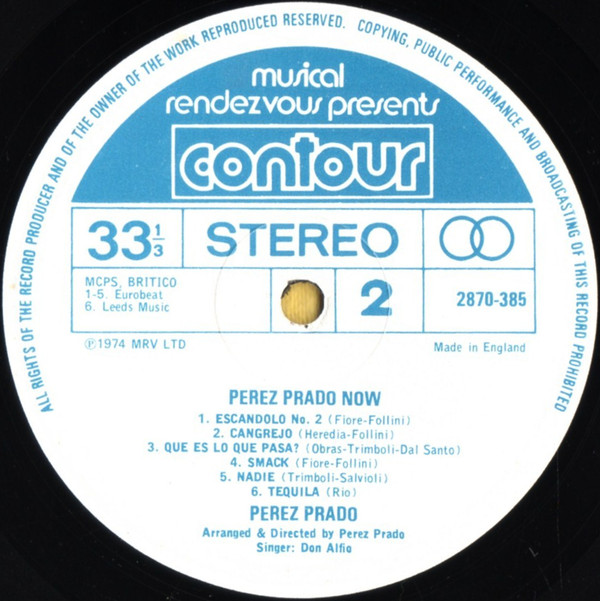 ALL RIGHTS OF THE RECORD PRODUCER AND OF THE OWNER OF THE WORK REPRODUCED RESERVED. COPYING, PUBLIC PERFORMANCE AND BROADCASTING OF THIS RECORD PROHIBITED
musical
rendezvous presents
contour
33 1/3
STEREO
MCPS, BRITICO
1-5. Eurobeat
6. Leeds Music
2
2870-385
℗1974 MRV LTD
Made in England
PEREZ PRADO NOW
1. ESCANDOLO No. 2 (Fiore-Follini)
2. CANGREJO (Heredia-Follini)
3. QUE ES LO QUE PASA? (Obras-Trimboli-Dal Santo)
4. SMACK (Fiore-Follini)
5. NADIE (Trimboli-Salvioli)
6. TEQUILA (Rio)
PEREZ PRADO
Arranged & Directed by Perez Prado
Singer: Don Alfio